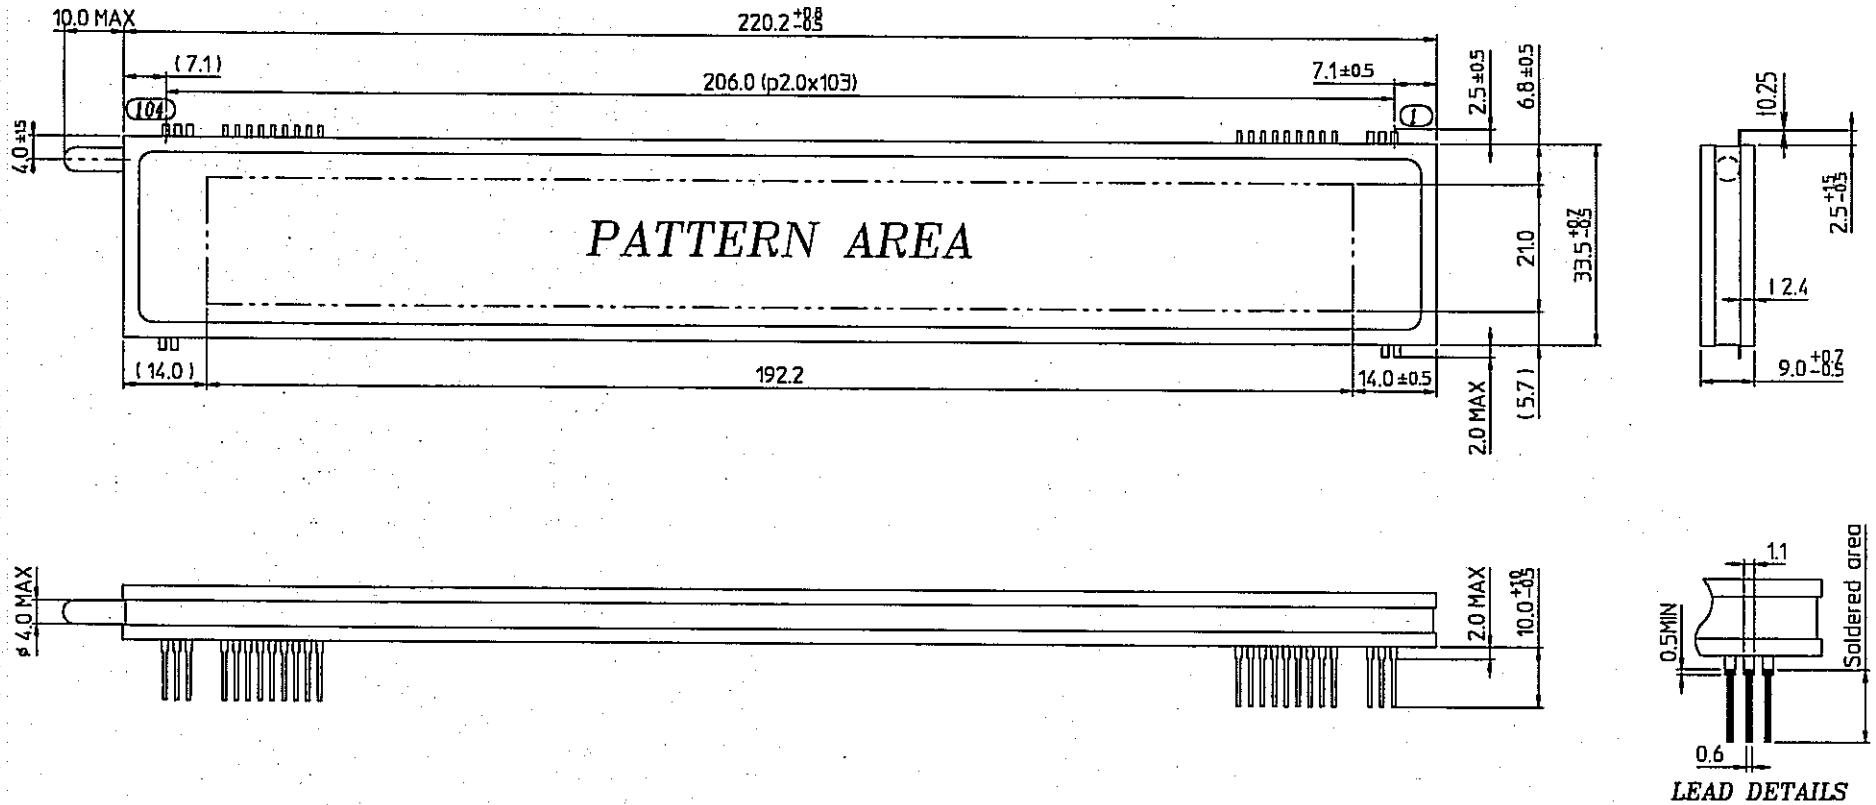 10.0 MAX
220.2 +0.8 -0.5
(7.1)
206.0 (p2.0x103)
7.1±0.5
2.5±0.5
6.8±0.5
104
1
4.0±1.5
PATTERN AREA
21.0
33.5 +0.7 -0.5
(14.0)
192.2
14.0±0.5
2.0 MAX
(5.7)
t0.25
2.5 +1.5 -0.5
t2.4
9.0 +0.7 -0.5
ø 4.0 MAX
2.0 MAX
10.0 +1.0 -0.5
1.1
0.5MIN
Soldered area
0.6
LEAD DETAILS